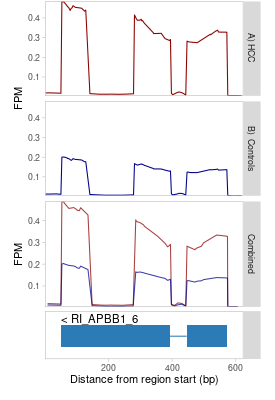 0.4
0.3
0.2
0.1
FPM
A) HCC
0.4
0.3
0.2
0.1
B) Controls
0.4
0.3
0.2
0.1
FPM
Combined
< RI_APBB1_6
200
400
600
Distance from region start (bp)